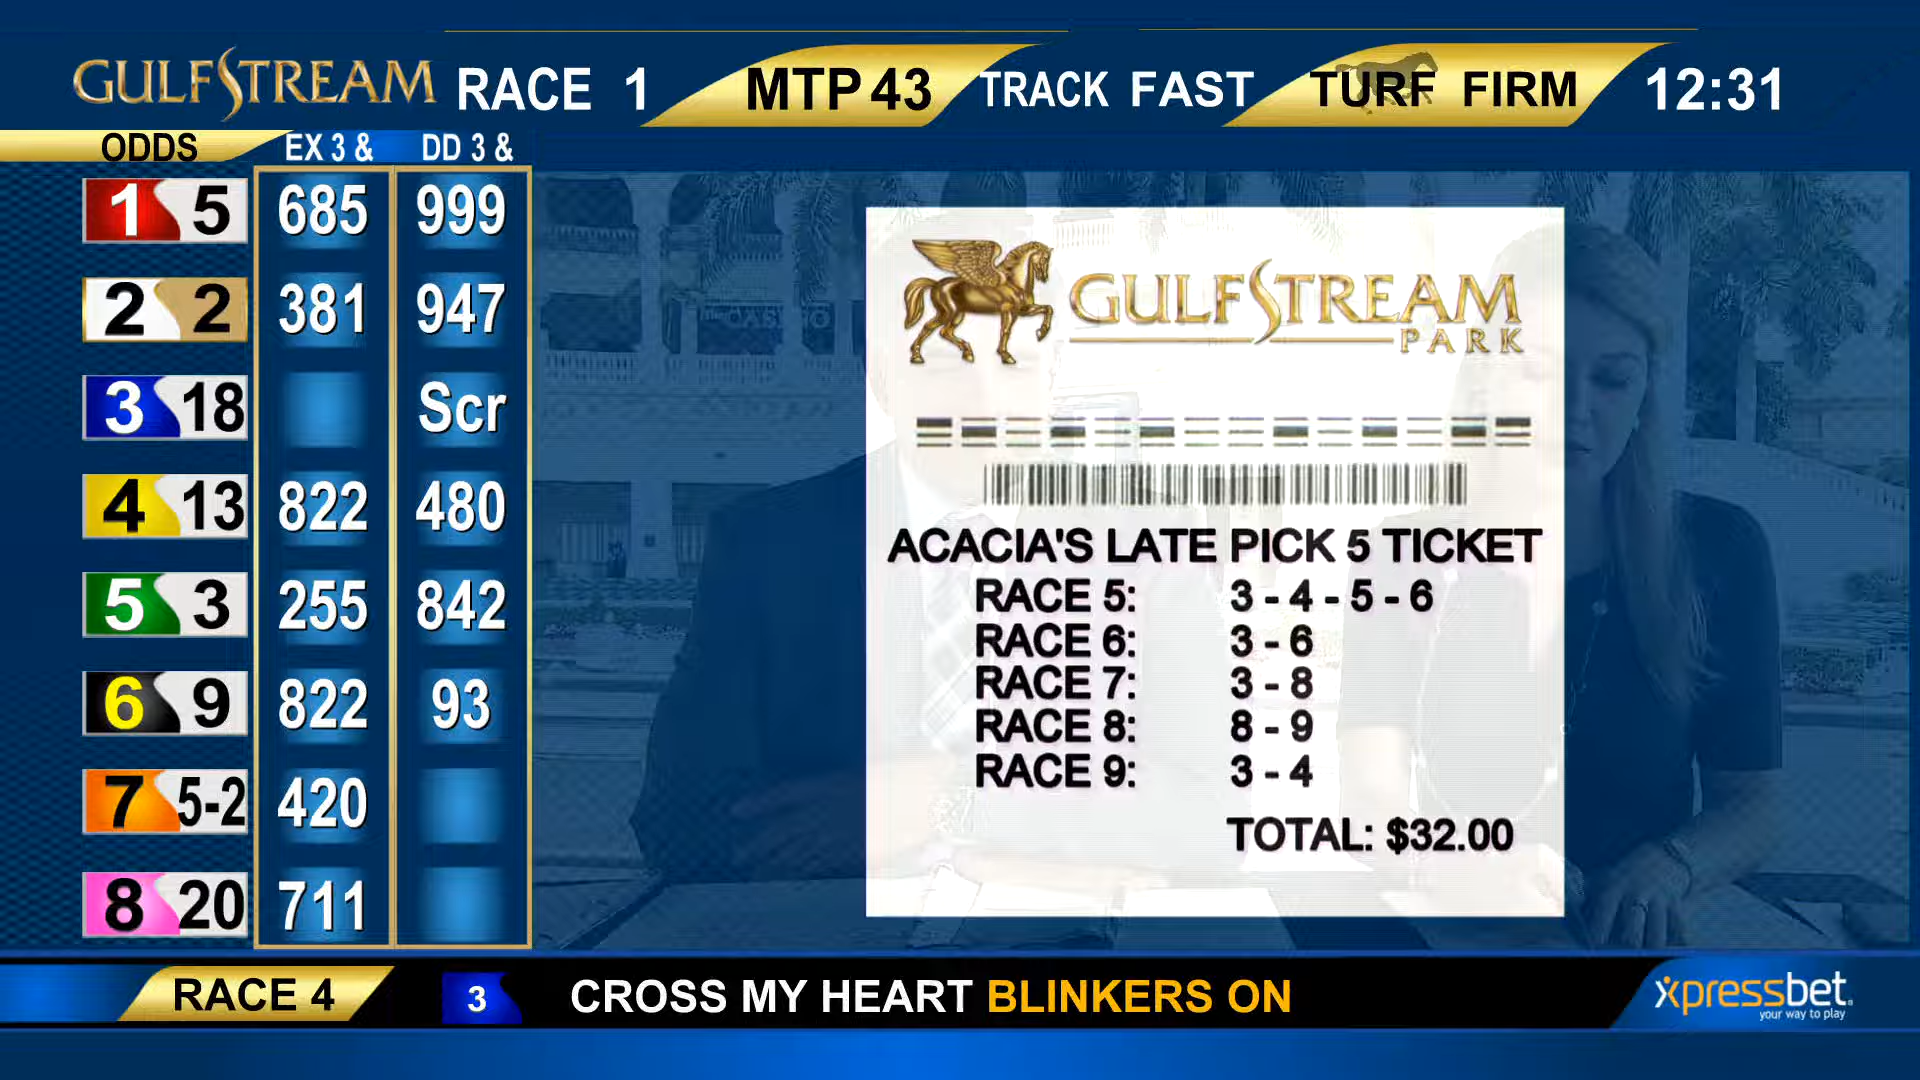 GULFSTREAM RACE 1 MTP 43 TRACK FAST TURF FIRM 12:31
ODDS EX 3 & DD 3 &
1 5 685 999
2 2 381 947
3 18 Scr
4 13 822 480
5 3 255 842
6 9 822 93
7 5-2 420
8 20 711
GULFSTREAM
PARK
ACACIA'S LATE PICK 5 TICKET
RACE 5: 3 - 4 - 5 - 6
RACE 6: 3 - 6
RACE 7: 3 - 8
RACE 8: 8 - 9
RACE 9: 3 - 4
TOTAL: $32.00
RACE 4 3 CROSS MY HEART BLINKERS ON
xpressbet.
your way to play